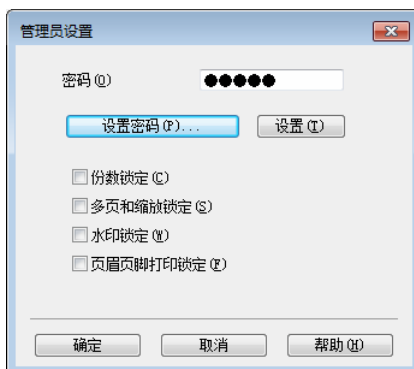 管理员设置
密码(O)
设置密码(P)... 设置(T)
份数锁定(C)
多页和缩放锁定(S)
水印锁定(W)
页眉页脚打印锁定(F)
确定 取消 帮助(H)